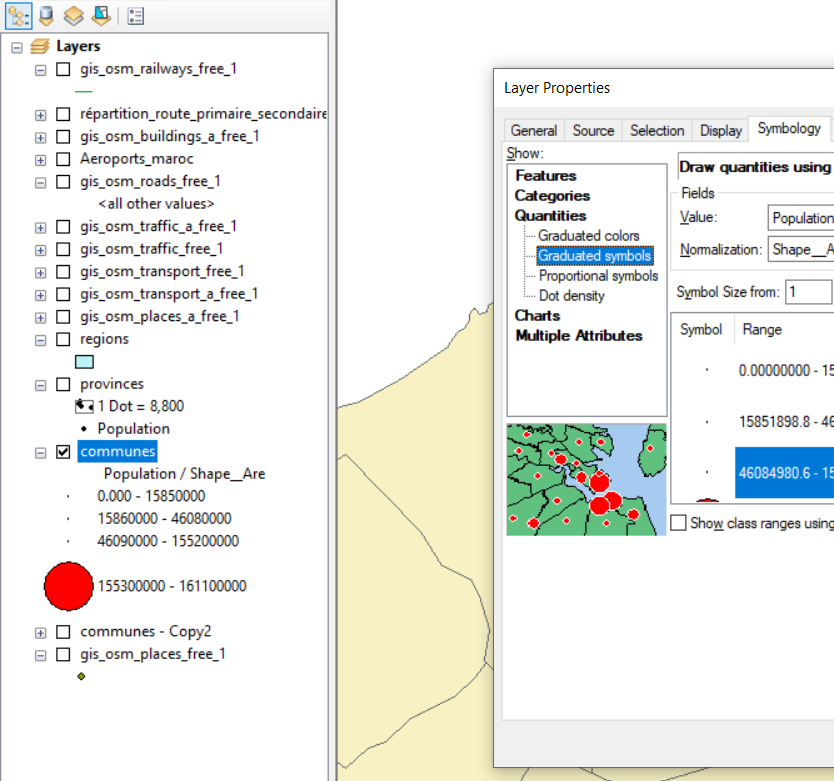 Layers
gis_osm_railways_free_1
répartition_route_primaire_secondaire
gis_osm_buildings_a_free_1
Aeroports_maroc
gis_osm_roads_free_1
<all other values>
gis_osm_traffic_a_free_1
gis_osm_traffic_free_1
gis_osm_transport_free_1
gis_osm_transport_a_free_1
gis_osm_places_a_free_1
regions
provinces
1 Dot = 8,800
Population
communes
Population / Shape__Are
0.000 - 15850000
15860000 - 46080000
46090000 - 155200000
155300000 - 161100000
communes - Copy2
gis_osm_places_free_1
Layer Properties
General Source Selection Display Symbology
Show:
Features
Categories
Quantities
Graduated colors
Graduated symbols
Proportional symbols
Dot density
Charts
Multiple Attributes
Draw quantities using
Fields
Value: Population
Normalization: Shape__A
Symbol Size from: 1
Symbol Range
0.00000000 - 15
15851898.8 - 46
46084980.6 - 15
Show class ranges using